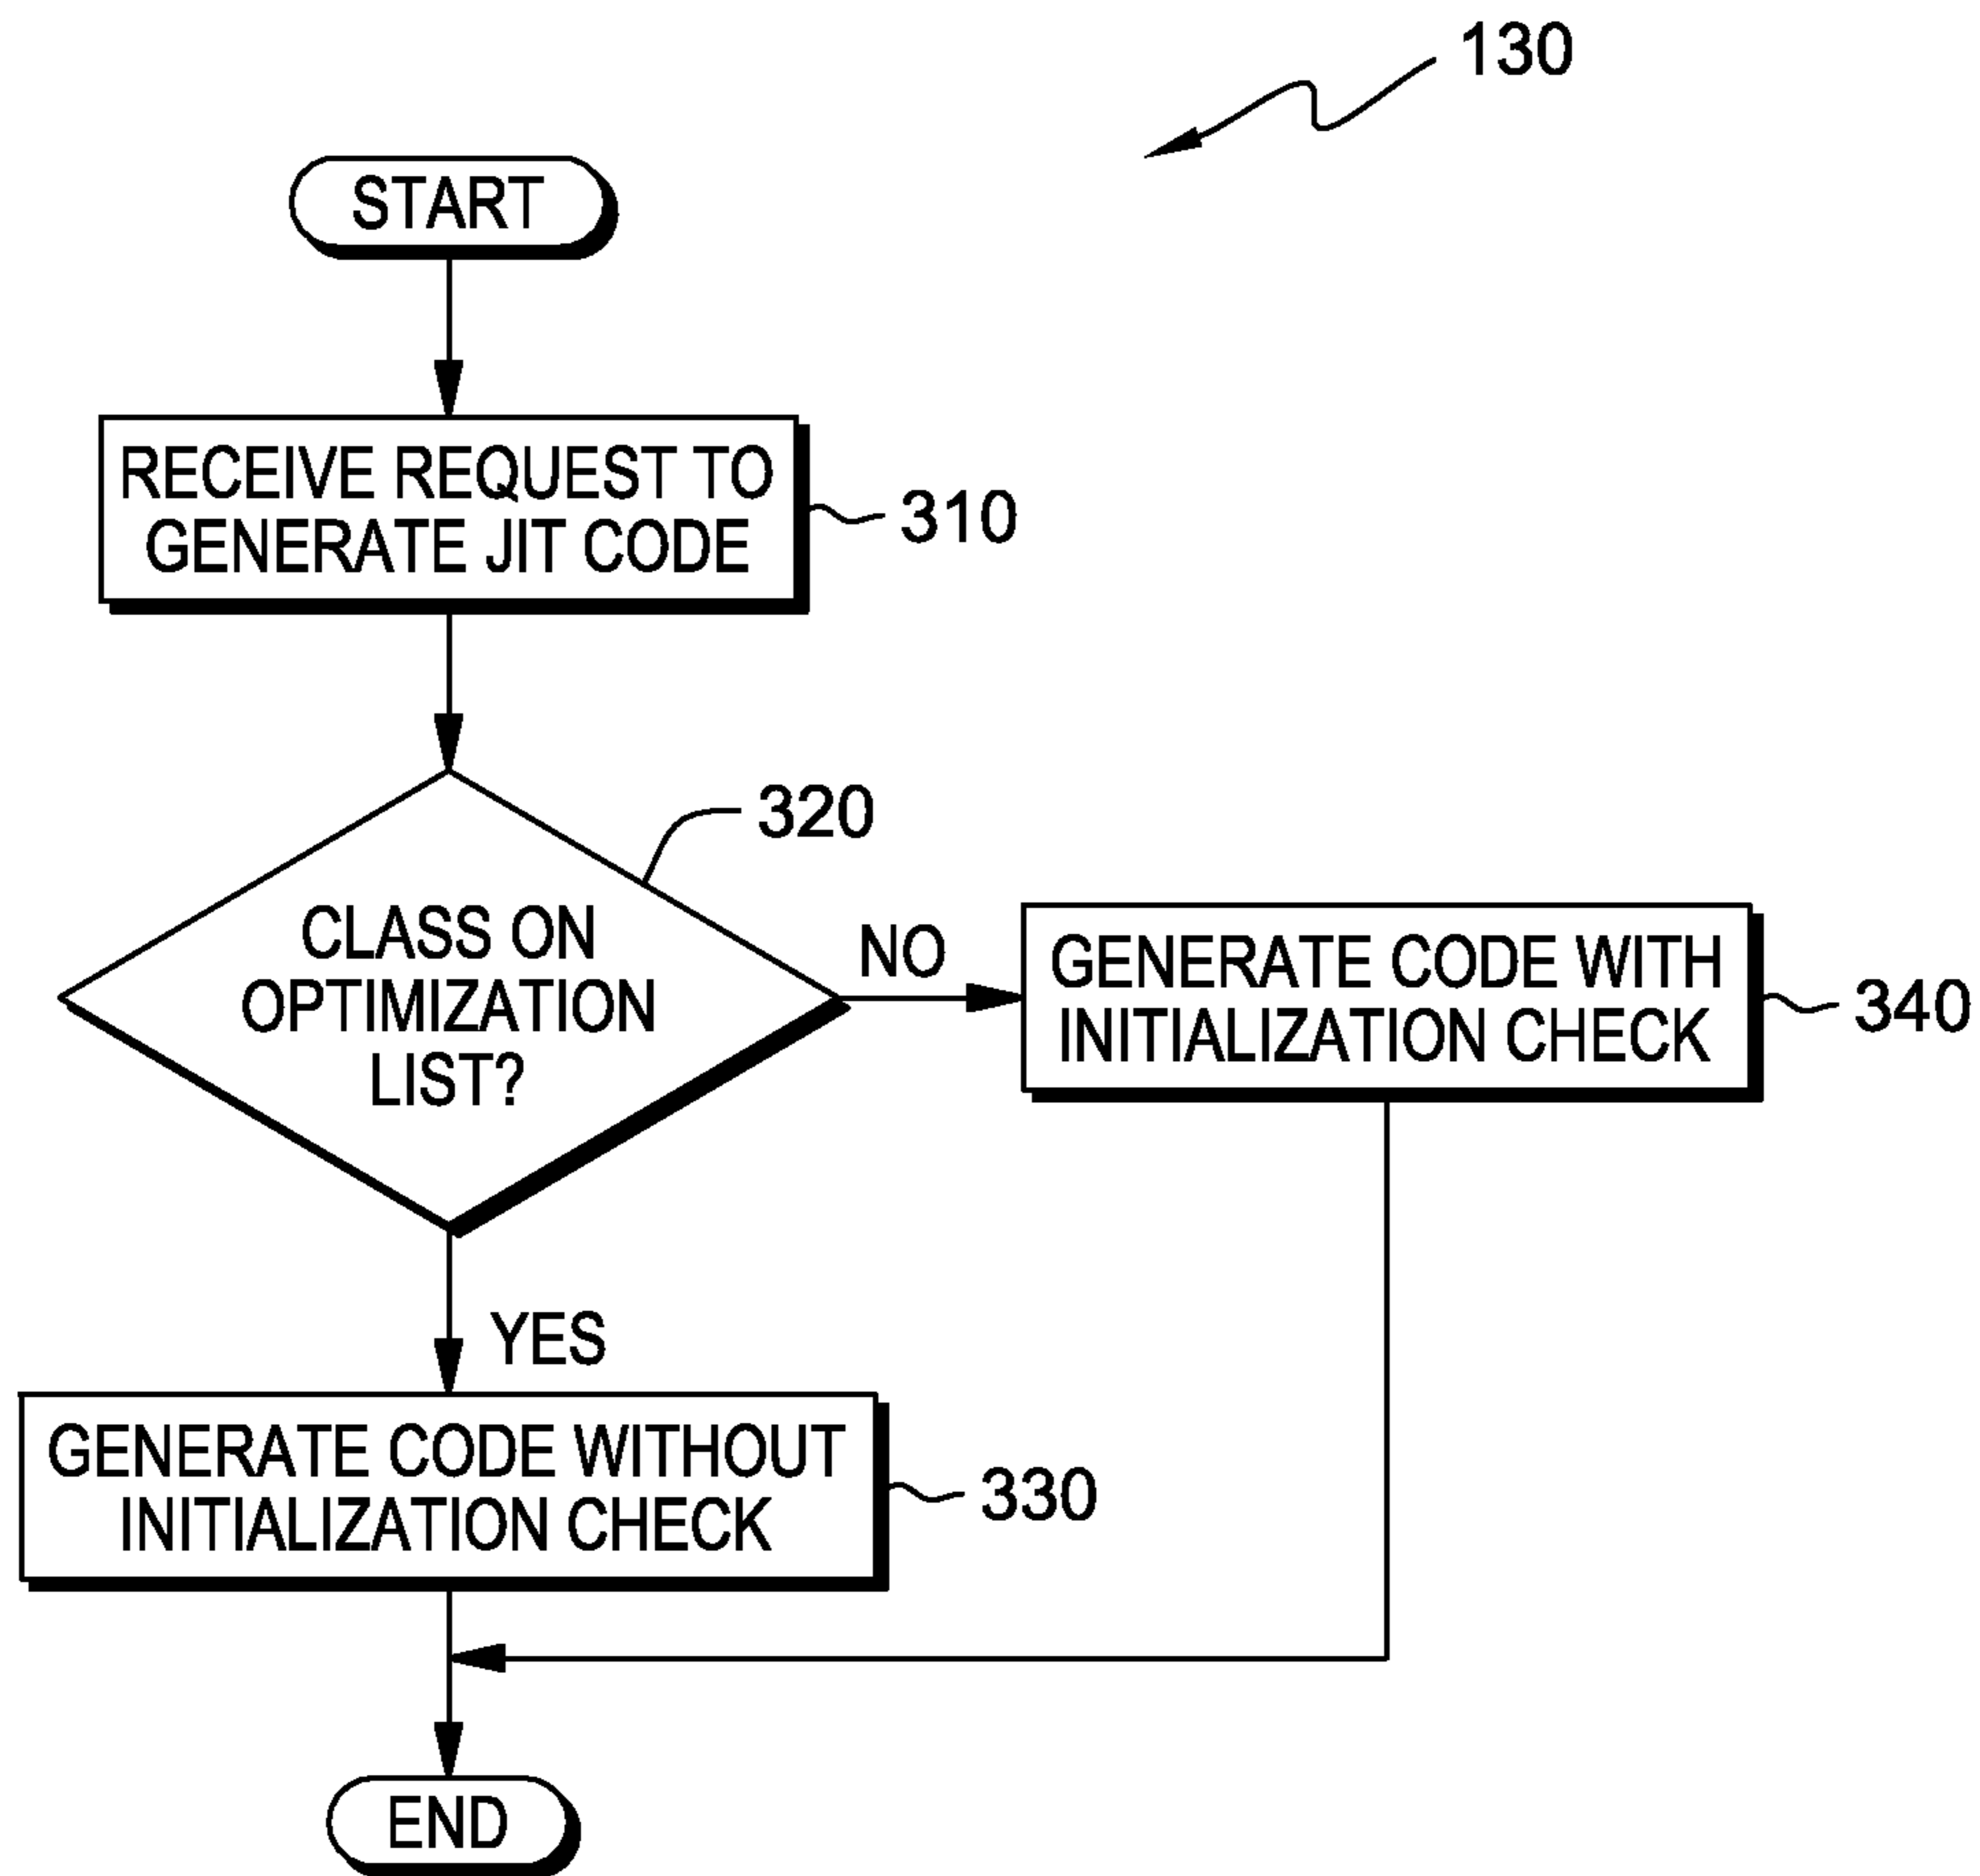 130
START
RECEIVE REQUEST TO
GENERATE JIT CODE
310
320
CLASS ON
OPTIMIZATION
LIST?
NO
GENERATE CODE WITH
INITIALIZATION CHECK
340
YES
GENERATE CODE WITHOUT
INITIALIZATION CHECK
330
END